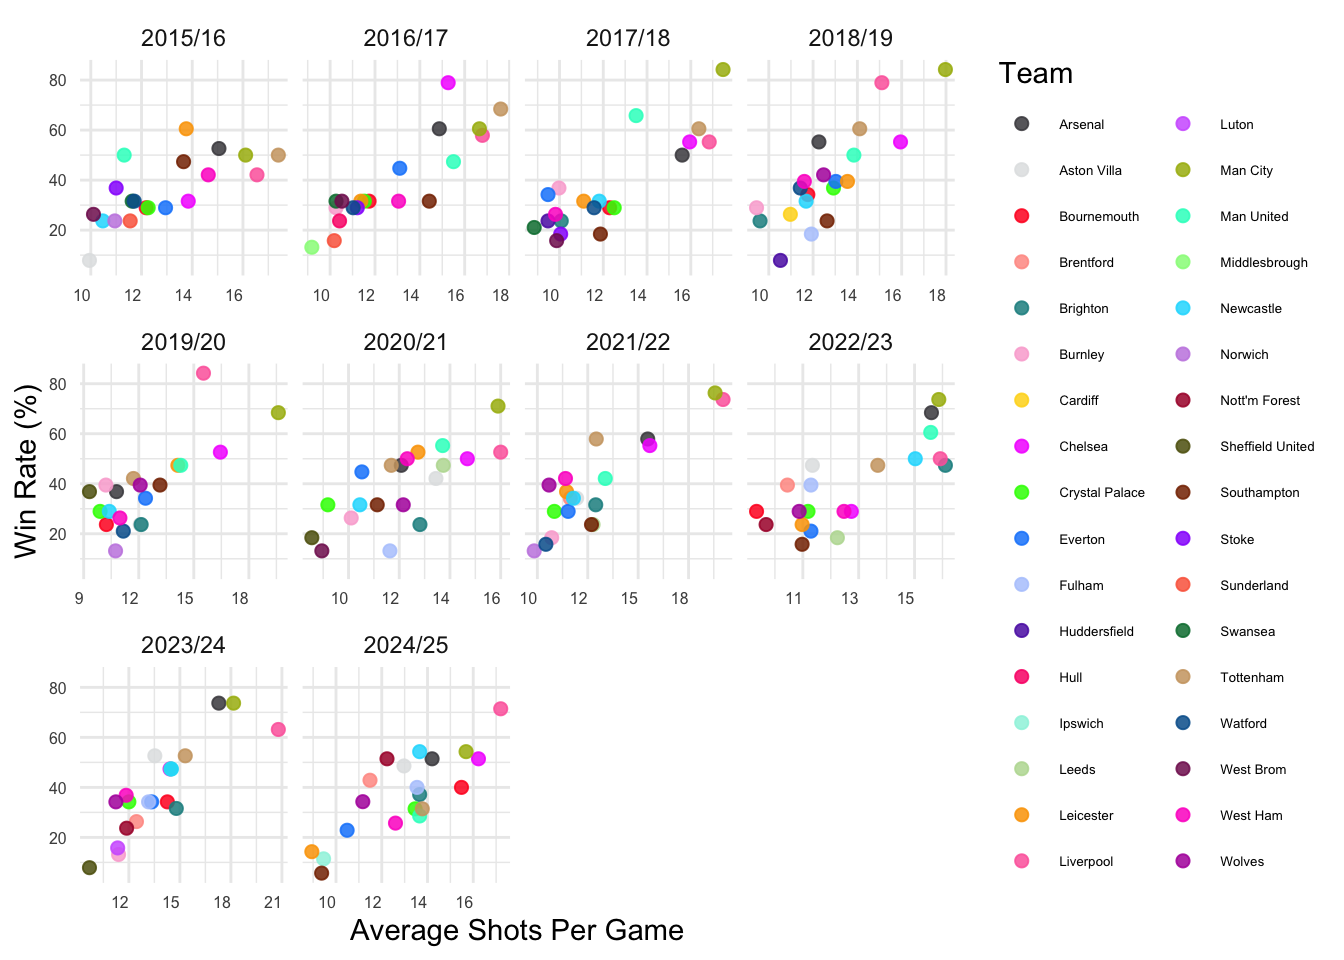 2015/16 2016/17 2017/18 2018/19
80
60
40
20
10 12 14 16 10 12 14 16 18 10 12 14 16 10 12 14 16 18
2019/20 2020/21 2021/22 2022/23
80
60
40
20
9 12 15 18 10 12 14 16 10 12 15 18 11 13 15
2023/24 2024/25
80
60
40
20
12 15 18 21 10 12 14 16
Average Shots Per Game
Win Rate (%)
Team
Arsenal
Aston Villa
Bournemouth
Brentford
Brighton
Burnley
Cardiff
Chelsea
Crystal Palace
Everton
Fulham
Huddersfield
Hull
Ipswich
Leeds
Leicester
Liverpool
Luton
Man City
Man United
Middlesbrough
Newcastle
Norwich
Nott'm Forest
Sheffield United
Southampton
Stoke
Sunderland
Swansea
Tottenham
Watford
West Brom
West Ham
Wolves